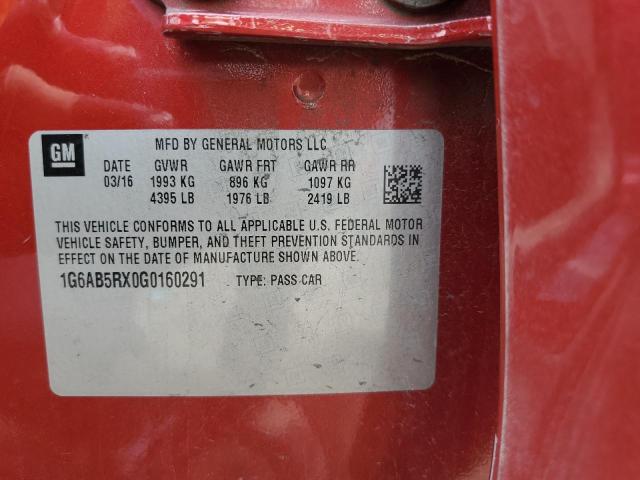 GM
MFD BY GENERAL MOTORS LLC
DATE GVWR GAWR FRT GAWR RR
03/16 1993 KG 896 KG 1097 KG
4395 LB 1976 LB 2419 LB
THIS VEHICLE CONFORMS TO ALL APPLICABLE U.S. FEDERAL MOTOR
VEHICLE SAFETY, BUMPER, AND THEFT PREVENTION STANDARDS IN
EFFECT ON THE DATE OF MANUFACTURE SHOWN ABOVE.
1G6AB5RX0G0160291 TYPE: PASS CAR